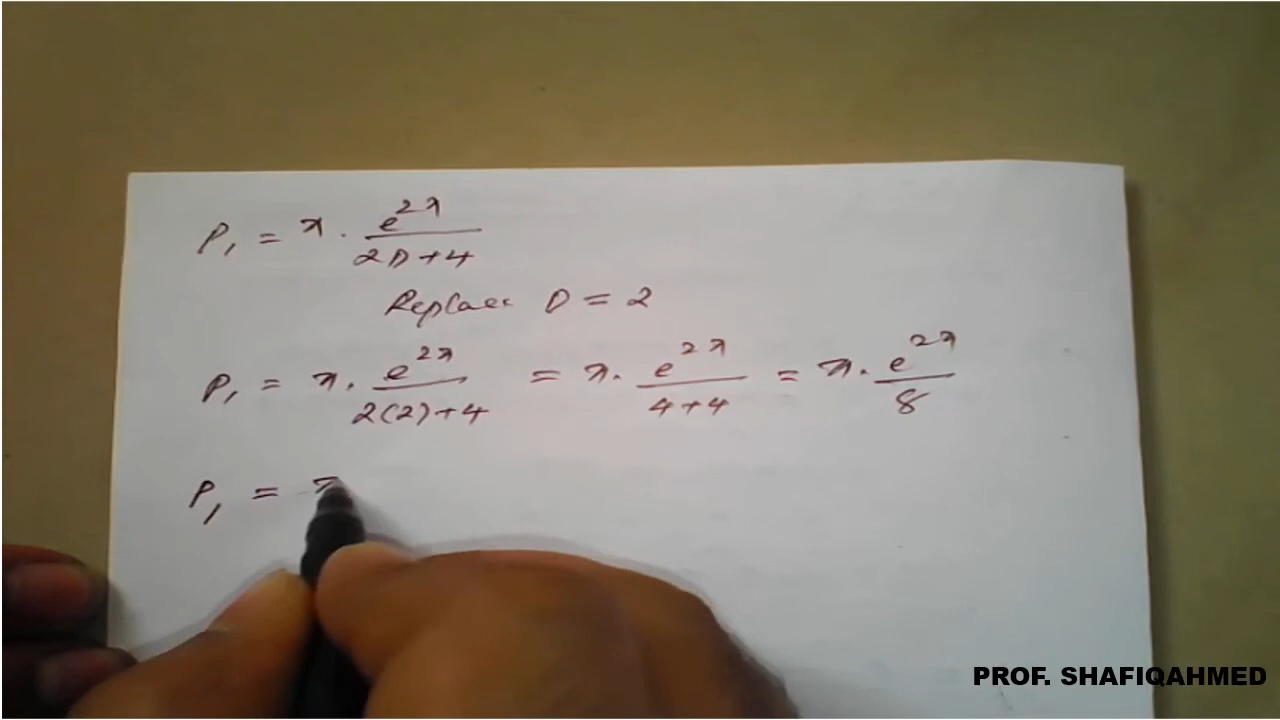 P₁ = x · e^{2x} / (2D+4)
Replace D = 2
P₁ = x · e^{2x} / (2(2)+4) = x · e^{2x} / (4+4) = x · e^{2x} / 8
P₁ = x
PROF. SHAFIQAHMED